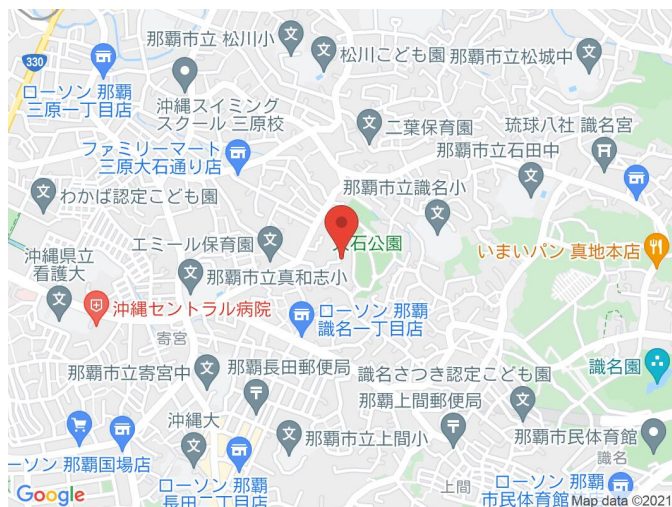 那覇市立 松川小
松川こども園
那覇市立松城中
330
ローソン 那覇
三原一丁目店
沖縄スイミング
スクール 三原校
二葉保育園
琉球八社 識名宮
ファミリーマート
三原大石通り店
那覇市立石田中
わかば認定こども園
那覇市立識名小
エミール保育園
石公園
いまいパン 真地本店
沖縄県立
看護大
那覇市立真和志小
沖縄セントラル病院
ローソン 那覇
識名一丁目店
寄宮
那覇市立寄宮中
那覇長田郵便局
識名さつき認定こども園
識名園
那覇上間郵便局
沖縄大
那覇市立上間小
那覇市民体育館
識名
ーソン 那覇国場店
ローソン 那覇
長田二丁目店
上間
ローソン 那覇
市民体育館前店
Google
Map data ©2021